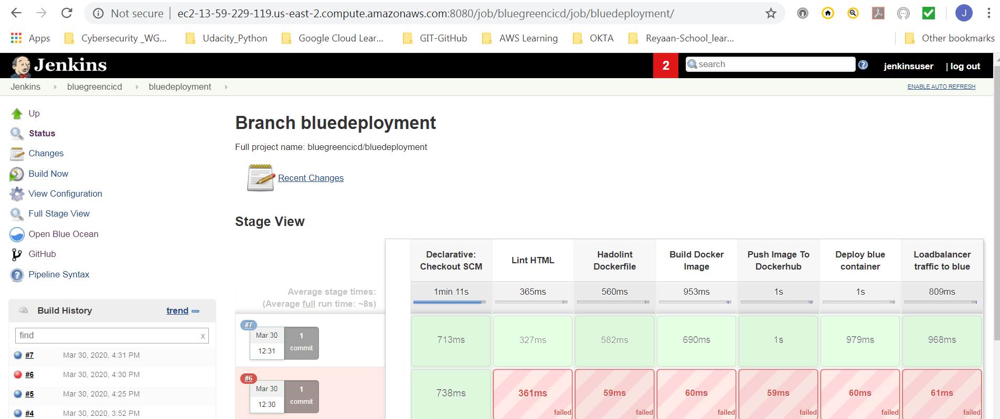 Not secure | ec2-13-59-229-119.us-east-2.compute.amazonaws.com:8080/job/bluegreencicd/job/bluedeployment/
J
Apps Cybersecurity _WG... Udacity_Python Google Cloud Lear... GIT-GitHub AWS Learning OKTA Reyaan-School_lear... Other bookmarks
Jenkins 2 search ? jenkinsuser | log out
Jenkins bluegreencicd bluedeployment ENABLE AUTO REFRESH
Up
Status
Changes
Build Now
View Configuration
Full Stage View
Open Blue Ocean
GitHub
Pipeline Syntax
Build History trend
find x
#7 Mar 30, 2020, 4:31 PM
#6 Mar 30, 2020, 4:30 PM
#5 Mar 30, 2020, 4:25 PM
#4 Mar 30, 2020, 3:52 PM
Branch bluedeployment
Full project name: bluegreencicd/bluedeployment
Recent Changes
Stage View
Declarative: Lint HTML Hadolint Build Docker Push Image To Deploy blue Loadbalancer
Checkout SCM Dockerfile Image Dockerhub container traffic to blue
Average stage times: 1min 11s 365ms 560ms 953ms 1s 1s 809ms
(Average full run time: ~8s)
#7
Mar 30 1
12:31 commit
713ms 327ms 582ms 690ms 1s 979ms 968ms
#6
Mar 30 1
12:30 commit
738ms 361ms 59ms 60ms 59ms 60ms 61ms
failed failed failed failed failed failed